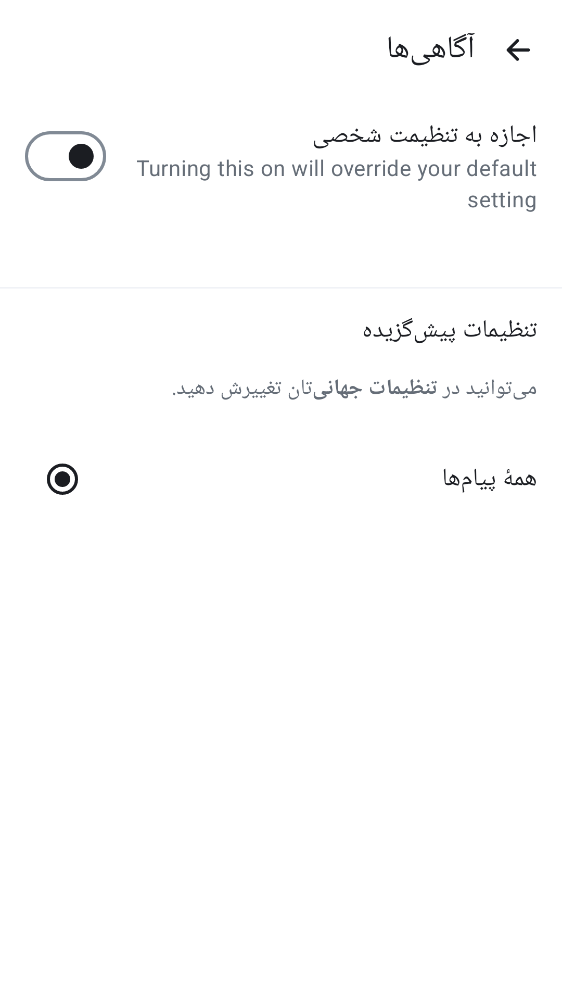 آگاهی‌ها
اجازه به تنظیمت شخصی
Turning this on will override your default
setting
تنظیمات پیش‌گزیده
می‌توانید در تنظیمات جهانی‌تان تغییرش دهید.
همهٔ پیام‌ها